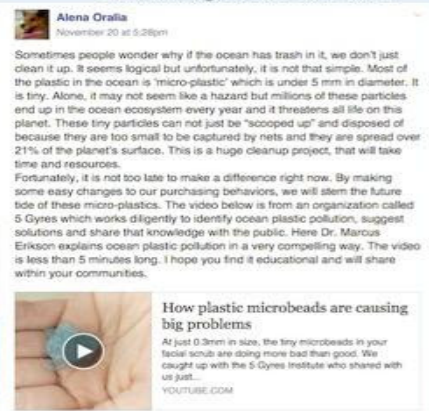 Alena Oralia
November 20 at 5:28pm
Sometimes people wonder why if the ocean has trash in it, we don't just
clean it up. It seems logical but unfortunately, it is not that simple. Most of
the plastic in the ocean is 'micro-plastic' which is under 5 mm in diameter. It
is tiny. Alone, it may not seem like a hazard but millions of these particles
end up in the ocean ecosystem every year and it threatens all life on this
planet. These tiny particles can not just be "scooped up" and disposed of
because they are too small to be captured by nets and they are spread over
21% of the planet's surface. This is a huge cleanup project, that will take
time and resources.
Fortunately, it is not too late to make a difference right now. By making
some easy changes to our purchasing behaviors, we will stem the future
tide of these micro-plastics. The video below is from an organization called
5 Gyres which works diligently to identify ocean plastic pollution, suggest
solutions and share that knowledge with the public. Here Dr. Marcus
Erikson explains ocean plastic pollution in a very compelling way. The video
is less than 5 minutes long. I hope you find it educational and will share
within your communities.
How plastic microbeads are causing
big problems
At just 0.3mm in size, the tiny microbeads in your
facial scrub are doing more bad than good. We
caught up with the 5 Gyres Institute who shared with
us just...
YOUTUBE.COM